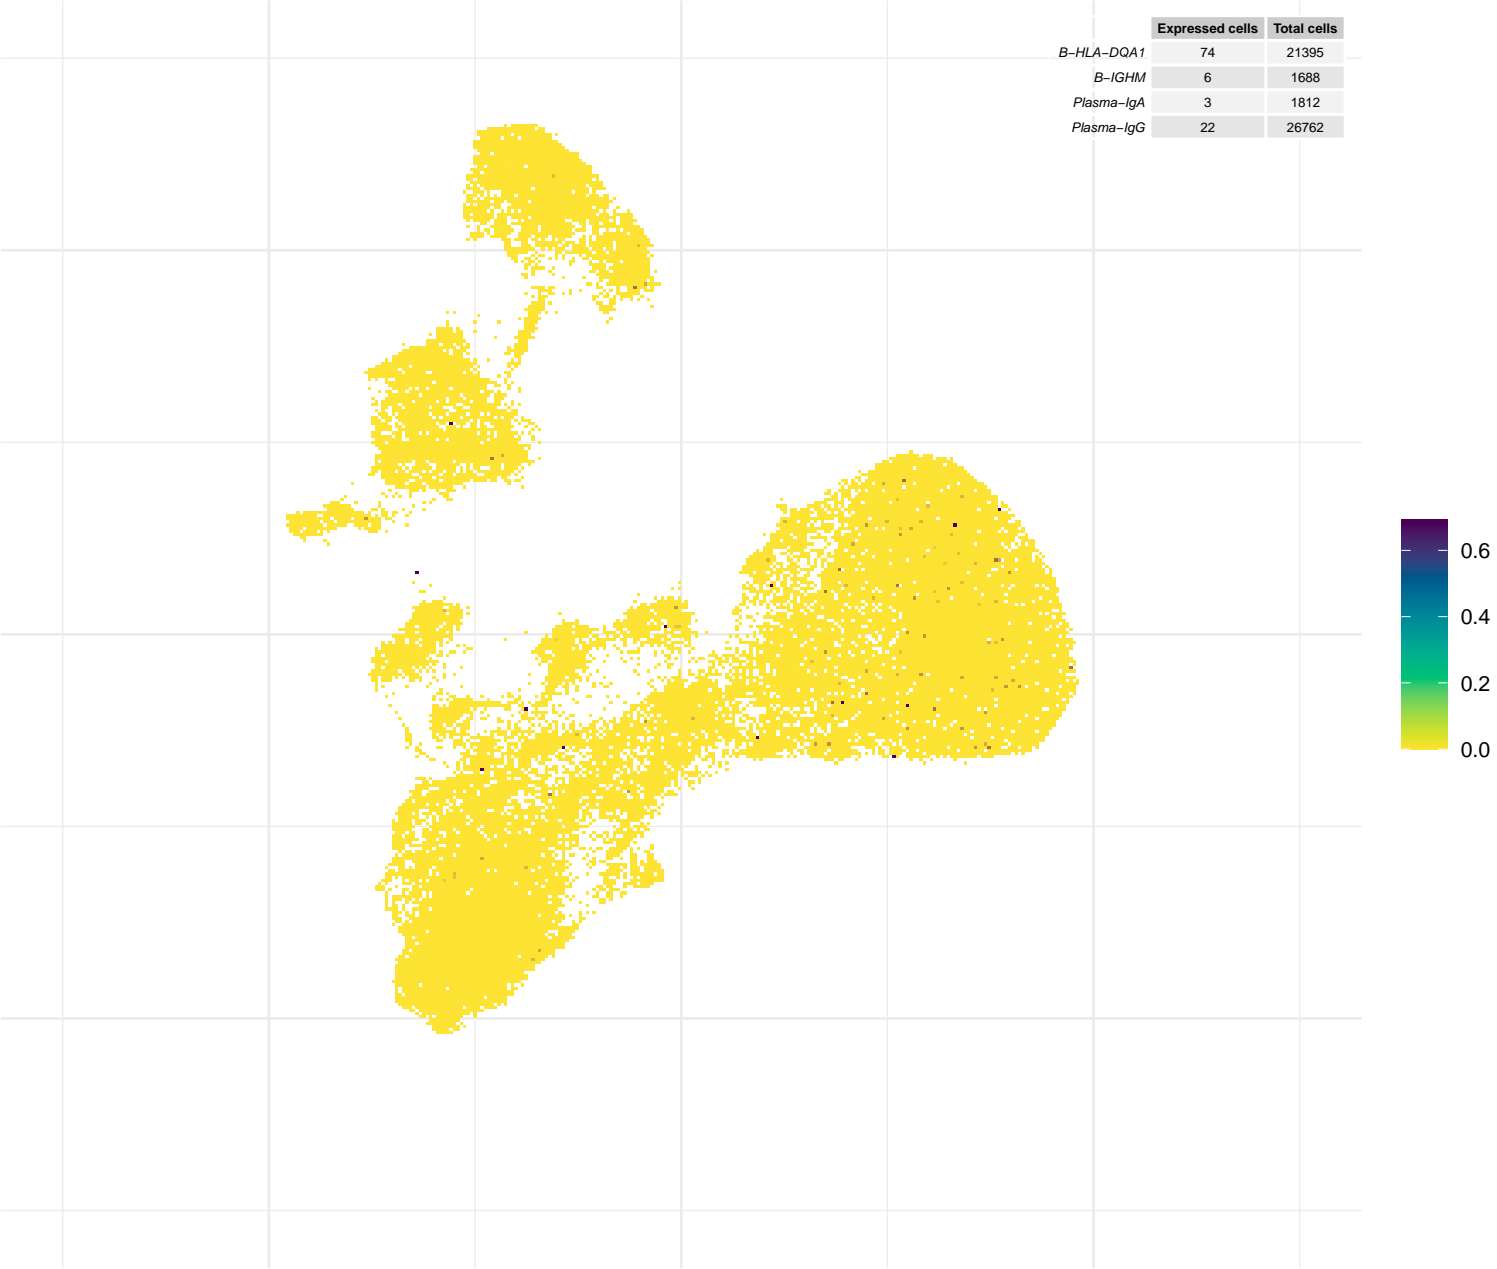 Expressed cells Total cells
B−HLA−DQA1 74 21395
B−IGHM 6 1688
Plasma−IgA 3 1812
Plasma−IgG 22 26762
0.6
0.4
0.2
0.0